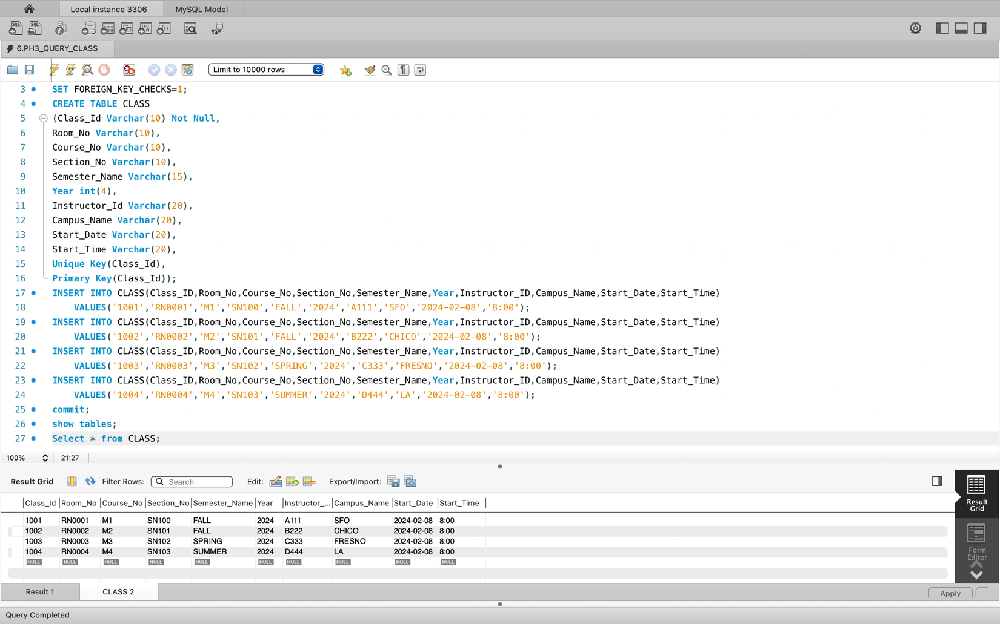 Local instance 3306
MySQL Model
6.PH3_QUERY_CLASS
Limit to 10000 rows
3 SET FOREIGN_KEY_CHECKS=1;
4 CREATE TABLE CLASS
5 (Class_Id Varchar(10) Not Null,
6 Room_No Varchar(10),
7 Course_No Varchar(10),
8 Section_No Varchar(10),
9 Semester_Name Varchar(15),
10 Year int(4),
11 Instructor_Id Varchar(20),
12 Campus_Name Varchar(20),
13 Start_Date Varchar(20),
14 Start_Time Varchar(20),
15 Unique Key(Class_Id),
16 Primary Key(Class_Id));
17 INSERT INTO CLASS(Class_ID,Room_No,Course_No,Section_No,Semester_Name,Year,Instructor_ID,Campus_Name,Start_Date,Start_Time)
18 VALUES('1001','RN0001','M1','SN100','FALL','2024','A111','SFO','2024-02-08','8:00');
19 INSERT INTO CLASS(Class_ID,Room_No,Course_No,Section_No,Semester_Name,Year,Instructor_ID,Campus_Name,Start_Date,Start_Time)
20 VALUES('1002','RN0002','M2','SN101','FALL','2024','B222','CHICO','2024-02-08','8:00');
21 INSERT INTO CLASS(Class_ID,Room_No,Course_No,Section_No,Semester_Name,Year,Instructor_ID,Campus_Name,Start_Date,Start_Time)
22 VALUES('1003','RN0003','M3','SN102','SPRING','2024','C333','FRESNO','2024-02-08','8:00');
23 INSERT INTO CLASS(Class_ID,Room_No,Course_No,Section_No,Semester_Name,Year,Instructor_ID,Campus_Name,Start_Date,Start_Time)
24 VALUES('1004','RN0004','M4','SN103','SUMMER','2024','D444','LA','2024-02-08','8:00');
25 commit;
26 show tables;
27 Select * from CLASS;
100% 21:27
Result Grid Filter Rows: Search Edit: Export/Import:
Class_Id Room_No Course_No Section_No Semester_Name Year Instructor_... Campus_Name Start_Date Start_Time
1001 RN0001 M1 SN100 FALL 2024 A111 SFO 2024-02-08 8:00
1002 RN0002 M2 SN101 FALL 2024 B222 CHICO 2024-02-08 8:00
1003 RN0003 M3 SN102 SPRING 2024 C333 FRESNO 2024-02-08 8:00
1004 RN0004 M4 SN103 SUMMER 2024 D444 LA 2024-02-08 8:00
NULL NULL NULL NULL NULL NULL NULL NULL NULL NULL
Result
Grid
Form
Editor
Result 1
CLASS 2
Apply
Query Completed